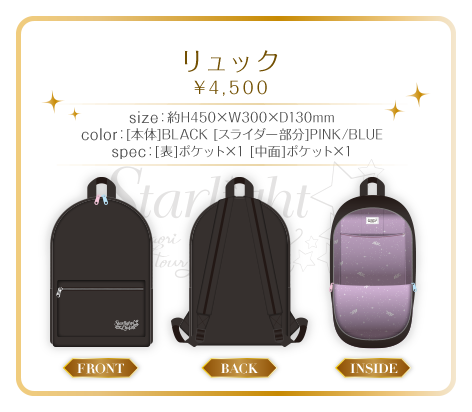 リュック
￥4,500
size：約H450×W300×D130mm
color：[本体]BLACK [スライダー部分]PINK/BLUE
spec：[表]ポケット×1 [中面]ポケット×1
Starlight
tour
FRONT
BACK
INSIDE